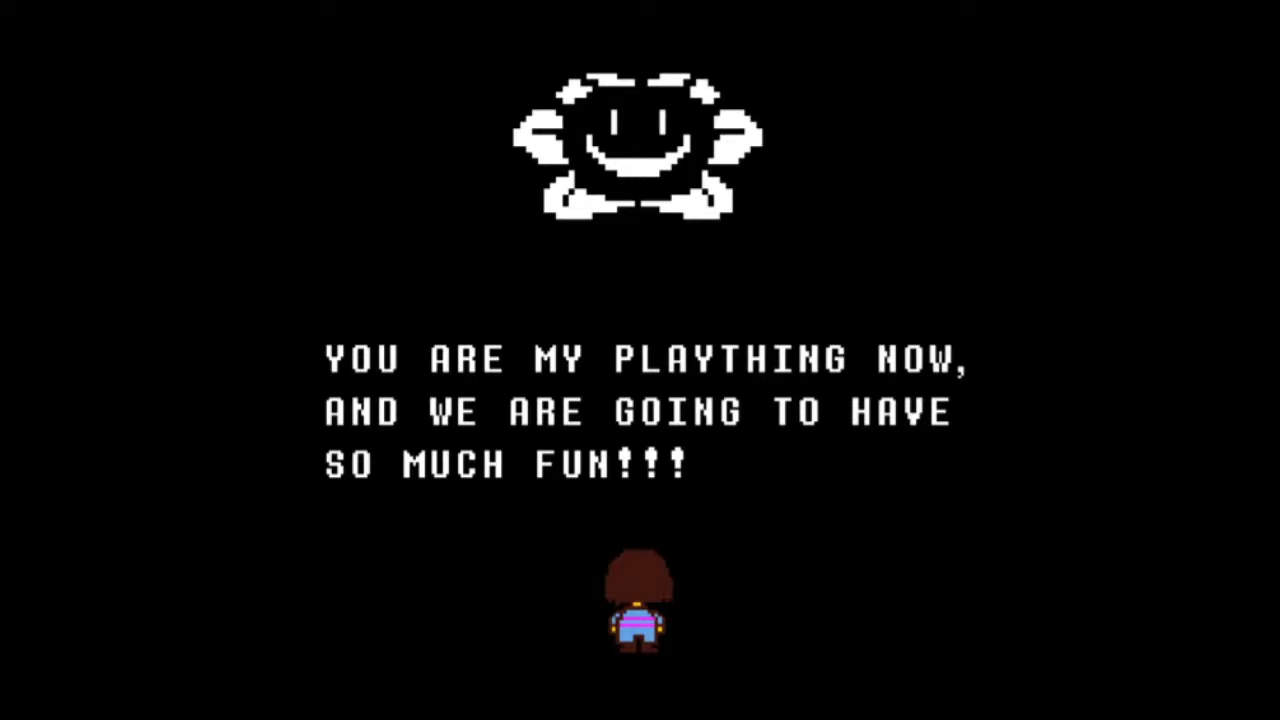 YOU ARE MY PLAYTHING NOW,
AND WE ARE GOING TO HAVE
SO MUCH FUN!!!